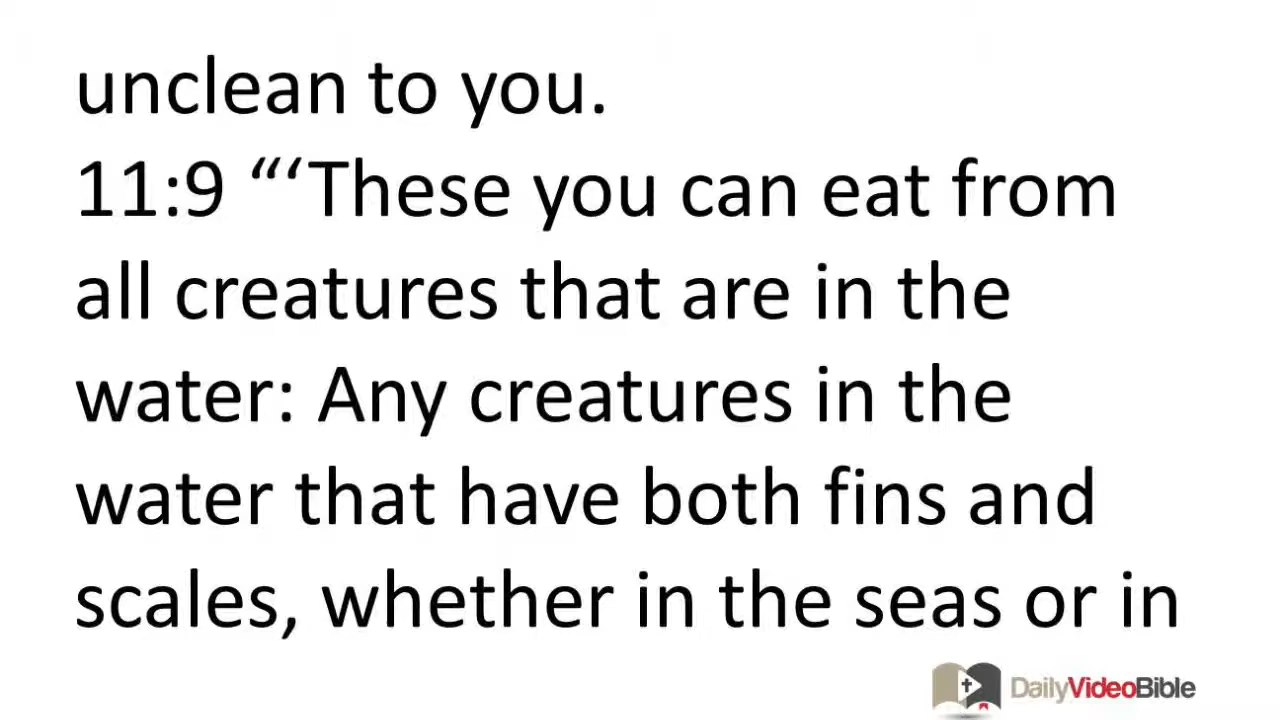 unclean to you.
11:9 “‘These you can eat from
all creatures that are in the
water: Any creatures in the
water that have both fins and
scales, whether in the seas or in
DailyVideoBible